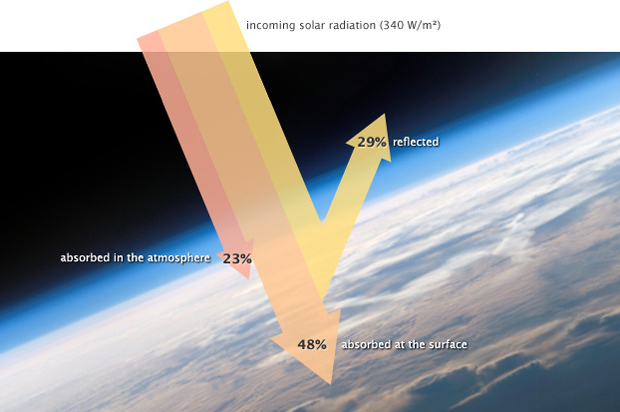 incoming solar radiation (340 W/m²)
29% reflected
absorbed in the atmosphere 23%
48% absorbed at the surface